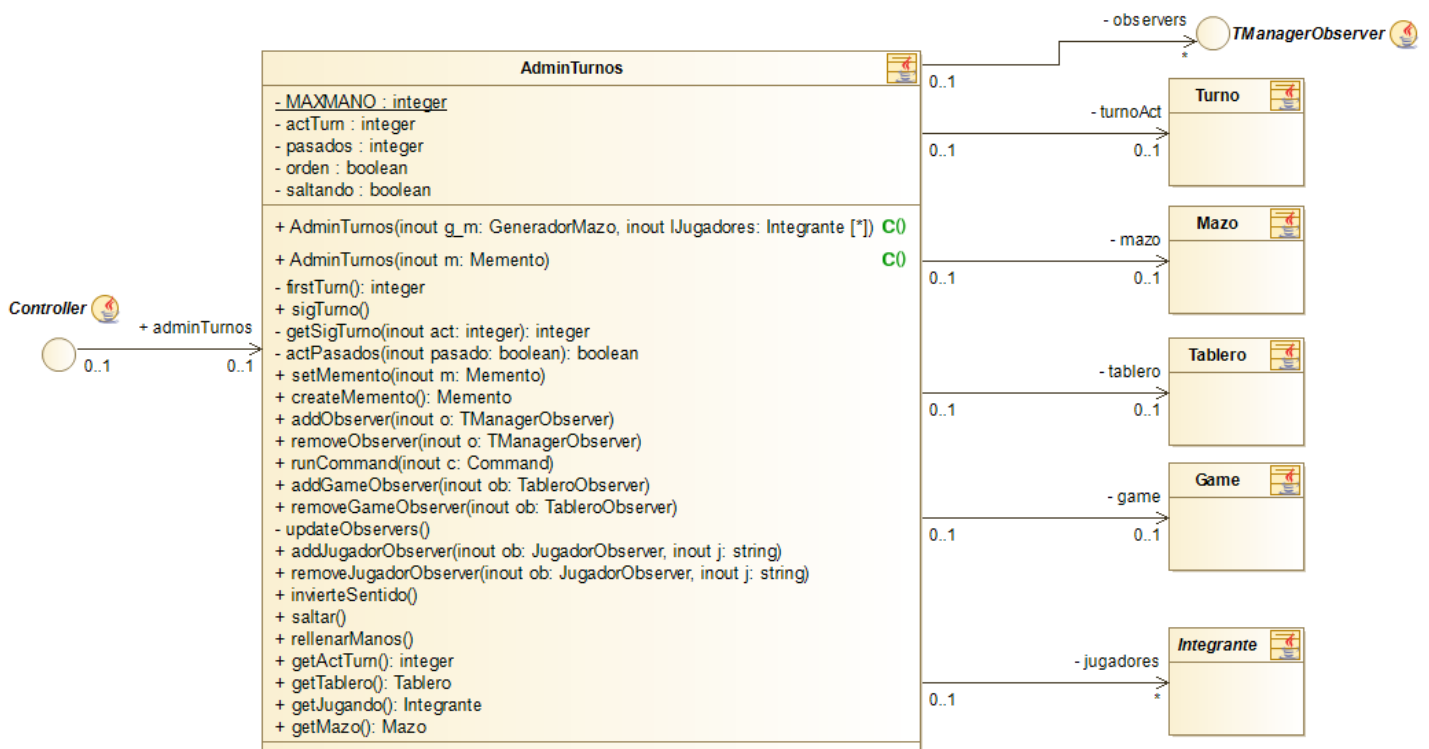 - observers
TManagerObserver
*
AdminTurnos
0..1
- MAXMANO : integer
- actTurn : integer
- pasados : integer
- orden : boolean
- saltando : boolean
Turno
- turnoAct
0..1
0..1
+ AdminTurnos(inout g_m: GeneradorMazo, inout lJugadores: Integrante [*]) C()
+ AdminTurnos(inout m: Memento) C()
- firstTurn(): integer
+ sigTurno()
- getSigTurno(inout act: integer): integer
- actPasados(inout pasado: boolean): boolean
+ setMemento(inout m: Memento)
+ createMemento(): Memento
+ addObserver(inout o: TManagerObserver)
+ removeObserver(inout o: TManagerObserver)
+ runCommand(inout c: Command)
+ addGameObserver(inout ob: TableroObserver)
+ removeGameObserver(inout ob: TableroObserver)
- updateObservers()
+ addJugadorObserver(inout ob: JugadorObserver, inout j: string)
+ removeJugadorObserver(inout ob: JugadorObserver, inout j: string)
+ invierteSentido()
+ saltar()
+ rellenarManos()
+ getActTurn(): integer
+ getTablero(): Tablero
+ getJugando(): Integrante
+ getMazo(): Mazo
Mazo
- mazo
0..1
0..1
Controller
+ adminTurnos
0..1
0..1
Tablero
- tablero
0..1
0..1
Game
- game
0..1
0..1
Integrante
- jugadores
0..1
*